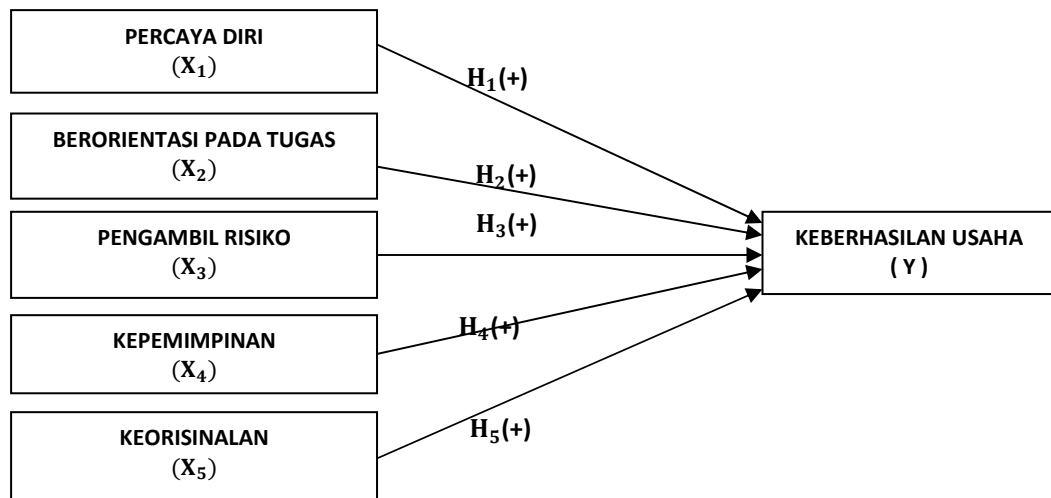 PERCAYA DIRI
(X₁)
H₁(+)
BERORIENTASI PADA TUGAS
(X₂)
H₂(+)
PENGAMBIL RISIKO
(X₃)
H₃(+)
KEBERHASILAN USAHA
( Y )
KEPEMIMPINAN
(X₄)
H₄(+)
KEORISINALAN
(X₅)
H₅(+)